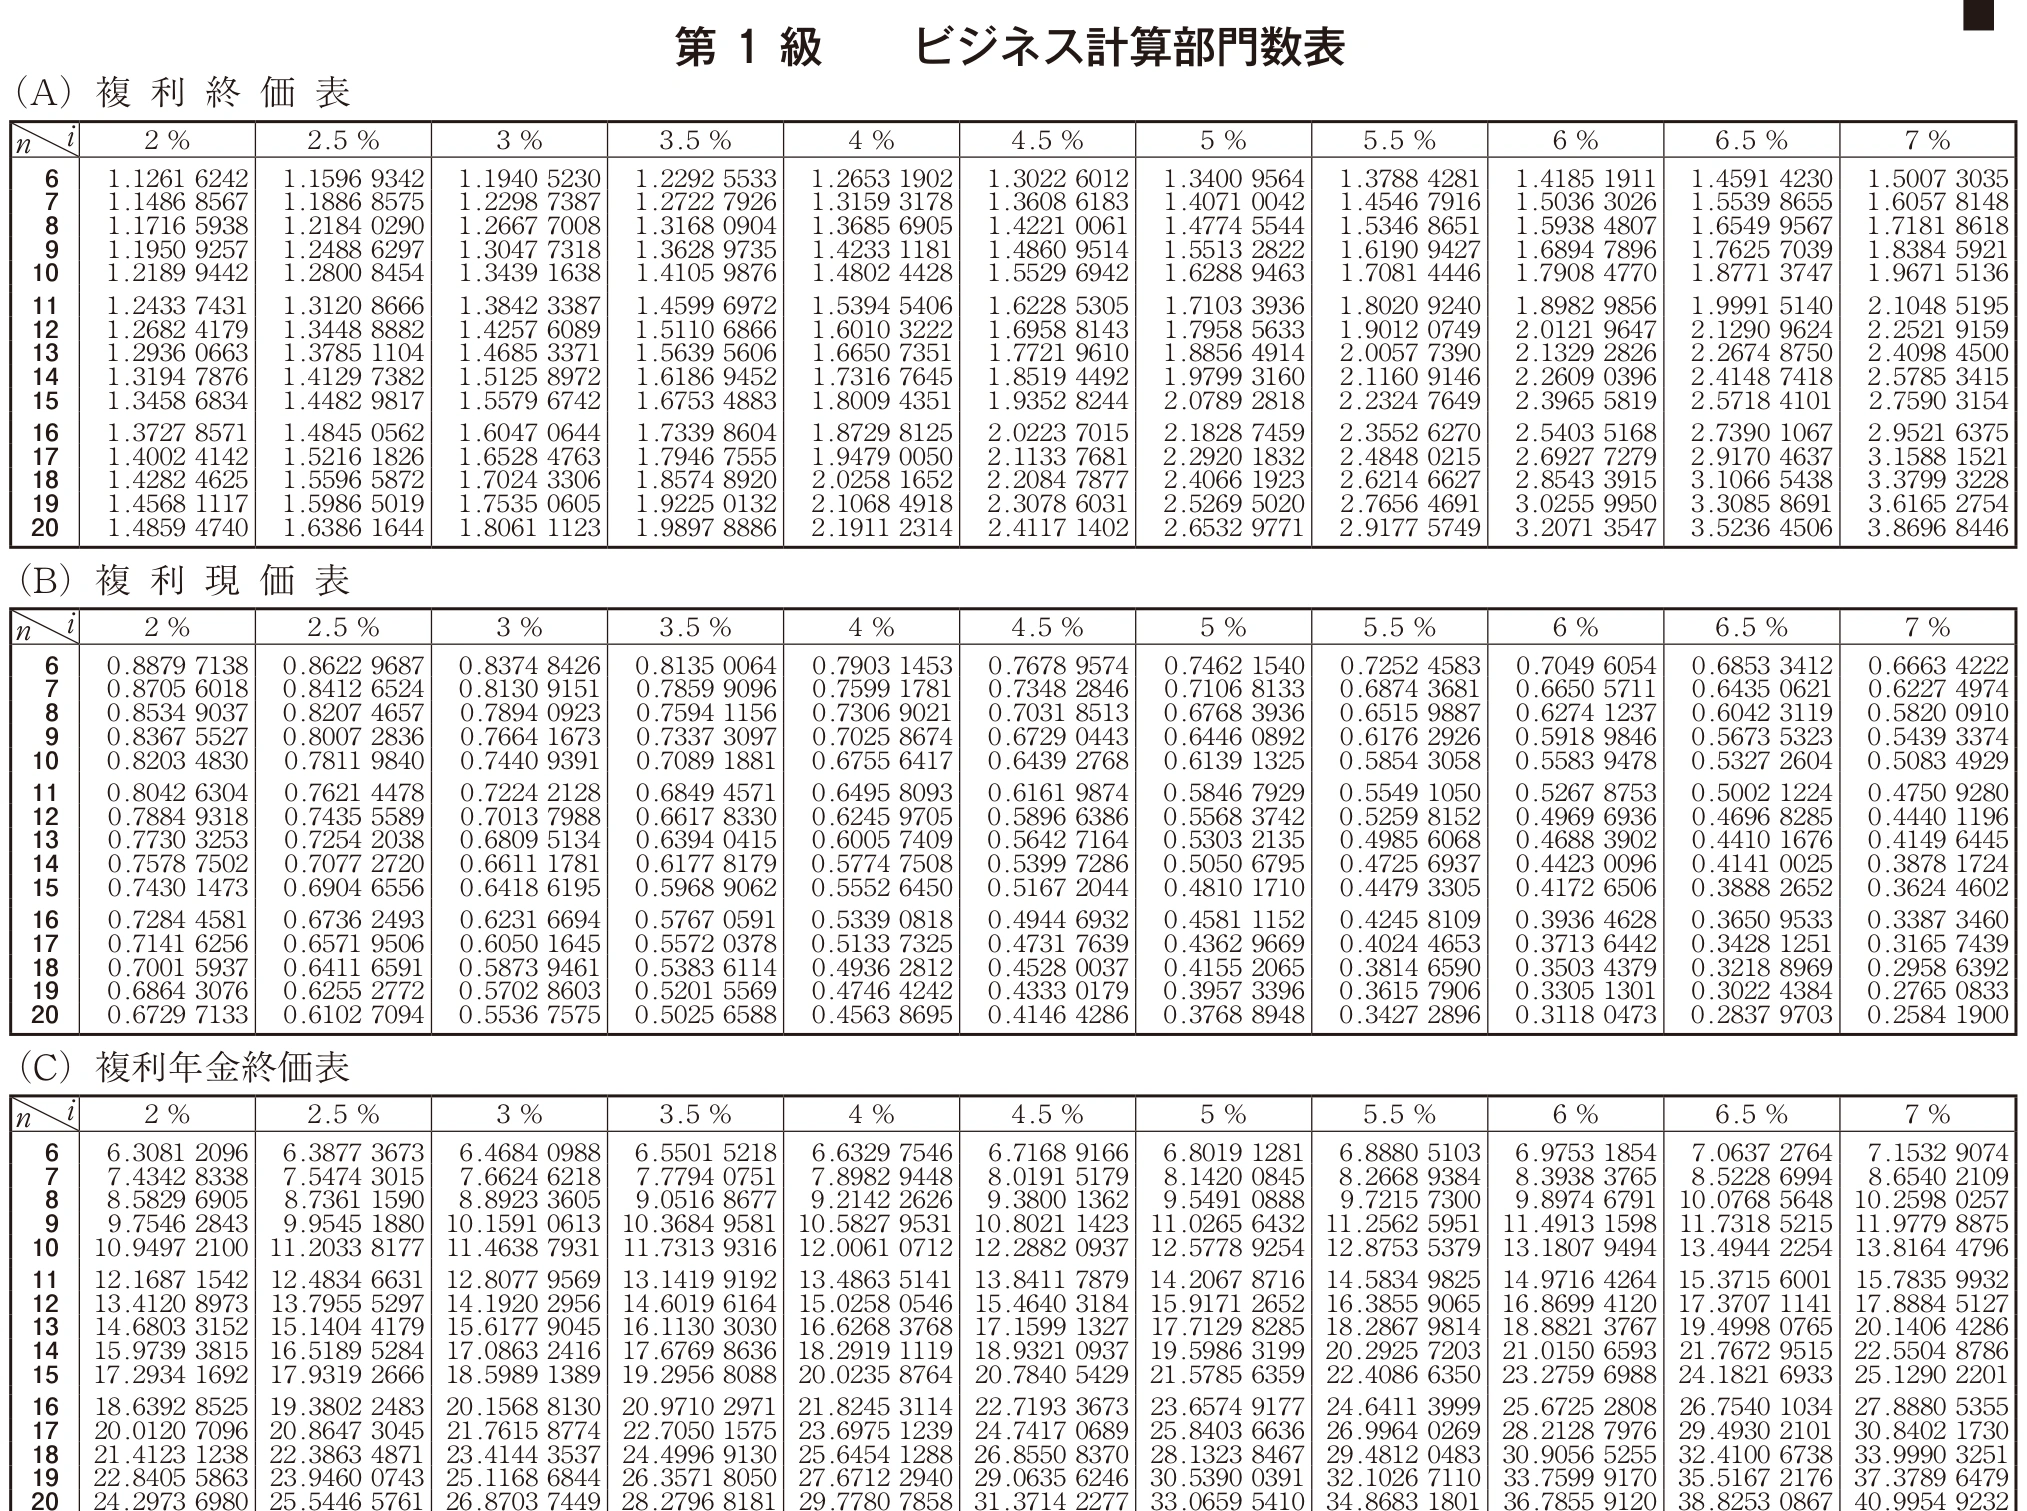 第 1 級　　ビジネス計算部門数表
（A）複 利 終 価 表
n i 2 % 2.5 % 3 % 3.5 % 4 % 4.5 % 5 % 5.5 % 6 % 6.5 % 7 %
6 1.1261 6242 1.1596 9342 1.1940 5230 1.2292 5533 1.2653 1902 1.3022 6012 1.3400 9564 1.3788 4281 1.4185 1911 1.4591 4230 1.5007 3035
7 1.1486 8567 1.1886 8575 1.2298 7387 1.2722 7926 1.3159 3178 1.3608 6183 1.4071 0042 1.4546 7916 1.5036 3026 1.5539 8655 1.6057 8148
8 1.1716 5938 1.2184 0290 1.2667 7008 1.3168 0904 1.3685 6905 1.4221 0061 1.4774 5544 1.5346 8651 1.5938 4807 1.6549 9567 1.7181 8618
9 1.1950 9257 1.2488 6297 1.3047 7318 1.3628 9735 1.4233 1181 1.4860 9514 1.5513 2822 1.6190 9427 1.6894 7896 1.7625 7039 1.8384 5921
10 1.2189 9442 1.2800 8454 1.3439 1638 1.4105 9876 1.4802 4428 1.5529 6942 1.6288 9463 1.7081 4446 1.7908 4770 1.8771 3747 1.9671 5136
11 1.2433 7431 1.3120 8666 1.3842 3387 1.4599 6972 1.5394 5406 1.6228 5305 1.7103 3936 1.8020 9240 1.8982 9856 1.9991 5140 2.1048 5195
12 1.2682 4179 1.3448 8882 1.4257 6089 1.5110 6866 1.6010 3222 1.6958 8143 1.7958 5633 1.9012 0749 2.0121 9647 2.1290 9624 2.2521 9159
13 1.2936 0663 1.3785 1104 1.4685 3371 1.5639 5606 1.6650 7351 1.7721 9610 1.8856 4914 2.0057 7390 2.1329 2826 2.2674 8750 2.4098 4500
14 1.3194 7876 1.4129 7382 1.5125 8972 1.6186 9452 1.7316 7645 1.8519 4492 1.9799 3160 2.1160 9146 2.2609 0396 2.4148 7418 2.5785 3415
15 1.3458 6834 1.4482 9817 1.5579 6742 1.6753 4883 1.8009 4351 1.9352 8244 2.0789 2818 2.2324 7649 2.3965 5819 2.5718 4101 2.7590 3154
16 1.3727 8571 1.4845 0562 1.6047 0644 1.7339 8604 1.8729 8125 2.0223 7015 2.1828 7459 2.3552 6270 2.5403 5168 2.7390 1067 2.9521 6375
17 1.4002 4142 1.5216 1826 1.6528 4763 1.7946 7555 1.9479 0050 2.1133 7681 2.2920 1832 2.4848 0215 2.6927 7279 2.9170 4637 3.1588 1521
18 1.4282 4625 1.5596 5872 1.7024 3306 1.8574 8920 2.0258 1652 2.2084 7877 2.4066 1923 2.6214 6627 2.8543 3915 3.1066 5438 3.3799 3228
19 1.4568 1117 1.5986 5019 1.7535 0605 1.9225 0132 2.1068 4918 2.3078 6031 2.5269 5020 2.7656 4691 3.0255 9950 3.3085 8691 3.6165 2754
20 1.4859 4740 1.6386 1644 1.8061 1123 1.9897 8886 2.1911 2314 2.4117 1402 2.6532 9771 2.9177 5749 3.2071 3547 3.5236 4506 3.8696 8446
（B）複 利 現 価 表
n i 2 % 2.5 % 3 % 3.5 % 4 % 4.5 % 5 % 5.5 % 6 % 6.5 % 7 %
6 0.8879 7138 0.8622 9687 0.8374 8426 0.8135 0064 0.7903 1453 0.7678 9574 0.7462 1540 0.7252 4583 0.7049 6054 0.6853 3412 0.6663 4222
7 0.8705 6018 0.8412 6524 0.8130 9151 0.7859 9096 0.7599 1781 0.7348 2846 0.7106 8133 0.6874 3681 0.6650 5711 0.6435 0621 0.6227 4974
8 0.8534 9037 0.8207 4657 0.7894 0923 0.7594 1156 0.7306 9021 0.7031 8513 0.6768 3936 0.6515 9887 0.6274 1237 0.6042 3119 0.5820 0910
9 0.8367 5527 0.8007 2836 0.7664 1673 0.7337 3097 0.7025 8674 0.6729 0443 0.6446 0892 0.6176 2926 0.5918 9846 0.5673 5323 0.5439 3374
10 0.8203 4830 0.7811 9840 0.7440 9391 0.7089 1881 0.6755 6417 0.6439 2768 0.6139 1325 0.5854 3058 0.5583 9478 0.5327 2604 0.5083 4929
11 0.8042 6304 0.7621 4478 0.7224 2128 0.6849 4571 0.6495 8093 0.6161 9874 0.5846 7929 0.5549 1050 0.5267 8753 0.5002 1224 0.4750 9280
12 0.7884 9318 0.7435 5589 0.7013 7988 0.6617 8330 0.6245 9705 0.5896 6386 0.5568 3742 0.5259 8152 0.4969 6936 0.4696 8285 0.4440 1196
13 0.7730 3253 0.7254 2038 0.6809 5134 0.6394 0415 0.6005 7409 0.5642 7164 0.5303 2135 0.4985 6068 0.4688 3902 0.4410 1676 0.4149 6445
14 0.7578 7502 0.7077 2720 0.6611 1781 0.6177 8179 0.5774 7508 0.5399 7286 0.5050 6795 0.4725 6937 0.4423 0096 0.4141 0025 0.3878 1724
15 0.7430 1473 0.6904 6556 0.6418 6195 0.5968 9062 0.5552 6450 0.5167 2044 0.4810 1710 0.4479 3305 0.4172 6506 0.3888 2652 0.3624 4602
16 0.7284 4581 0.6736 2493 0.6231 6694 0.5767 0591 0.5339 0818 0.4944 6932 0.4581 1152 0.4245 8109 0.3936 4628 0.3650 9533 0.3387 3460
17 0.7141 6256 0.6571 9506 0.6050 1645 0.5572 0378 0.5133 7325 0.4731 7639 0.4362 9669 0.4024 4653 0.3713 6442 0.3428 1251 0.3165 7439
18 0.7001 5937 0.6411 6591 0.5873 9461 0.5383 6114 0.4936 2812 0.4528 0037 0.4155 2065 0.3814 6590 0.3503 4379 0.3218 8969 0.2958 6392
19 0.6864 3076 0.6255 2772 0.5702 8603 0.5201 5569 0.4746 4242 0.4333 0179 0.3957 3396 0.3615 7906 0.3305 1301 0.3022 4384 0.2765 0833
20 0.6729 7133 0.6102 7094 0.5536 7575 0.5025 6588 0.4563 8695 0.4146 4286 0.3768 8948 0.3427 2896 0.3118 0473 0.2837 9703 0.2584 1900
（C）複利年金終価表
n i 2 % 2.5 % 3 % 3.5 % 4 % 4.5 % 5 % 5.5 % 6 % 6.5 % 7 %
6 6.3081 2096 6.3877 3673 6.4684 0988 6.5501 5218 6.6329 7546 6.7168 9166 6.8019 1281 6.8880 5103 6.9753 1854 7.0637 2764 7.1532 9074
7 7.4342 8338 7.5474 3015 7.6624 6218 7.7794 0751 7.8982 9448 8.0191 5179 8.1420 0845 8.2668 9384 8.3938 3765 8.5228 6994 8.6540 2109
8 8.5829 6905 8.7361 1590 8.8923 3605 9.0516 8677 9.2142 2626 9.3800 1362 9.5491 0888 9.7215 7300 9.8974 6791 10.0768 5648 10.2598 0257
9 9.7546 2843 9.9545 1880 10.1591 0613 10.3684 9581 10.5827 9531 10.8021 1423 11.0265 6432 11.2562 5951 11.4913 1598 11.7318 5215 11.9779 8875
10 10.9497 2100 11.2033 8177 11.4638 7931 11.7313 9316 12.0061 0712 12.2882 0937 12.5778 9254 12.8753 5379 13.1807 9494 13.4944 2254 13.8164 4796
11 12.1687 1542 12.4834 6631 12.8077 9569 13.1419 9192 13.4863 5141 13.8411 7879 14.2067 8716 14.5834 9825 14.9716 4264 15.3715 6001 15.7835 9932
12 13.4120 8973 13.7955 5297 14.1920 2956 14.6019 6164 15.0258 0546 15.4640 3184 15.9171 2652 16.3855 9065 16.8699 4120 17.3707 1141 17.8884 5127
13 14.6803 3152 15.1404 4179 15.6177 9045 16.1130 3030 16.6268 3768 17.1599 1327 17.7129 8285 18.2867 9814 18.8821 3767 19.4998 0765 20.1406 4286
14 15.9739 3815 16.5189 5284 17.0863 2416 17.6769 8636 18.2919 1119 18.9321 0937 19.5986 3199 20.2925 7203 21.0150 6593 21.7672 9515 22.5504 8786
15 17.2934 1692 17.9319 2666 18.5989 1389 19.2956 8088 20.0235 8764 20.7840 5429 21.5785 6359 22.4086 6350 23.2759 6988 24.1821 6933 25.1290 2201
16 18.6392 8525 19.3802 2483 20.1568 8130 20.9710 2971 21.8245 3114 22.7193 3673 23.6574 9177 24.6411 3999 25.6725 2808 26.7540 1034 27.8880 5355
17 20.0120 7096 20.8647 3045 21.7615 8774 22.7050 1575 23.6975 1239 24.7417 0689 25.8403 6636 26.9964 0269 28.2128 7976 29.4930 2101 30.8402 1730
18 21.4123 1238 22.3863 4871 23.4144 3537 24.4996 9130 25.6454 1288 26.8550 8370 28.1323 8467 29.4812 0483 30.9056 5255 32.4100 6738 33.9990 3251
19 22.8405 5863 23.9460 0743 25.1168 6844 26.3571 8050 27.6712 2940 29.0635 6246 30.5390 0391 32.1026 7110 33.7599 9170 35.5167 2176 37.3789 6479
20 24.2973 6980 25.5446 5761 26.8703 7449 28.2796 8181 29.7780 7858 31.3714 2277 33.0659 5410 34.8683 1801 36.7855 9120 38.8253 0867 40.9954 9232